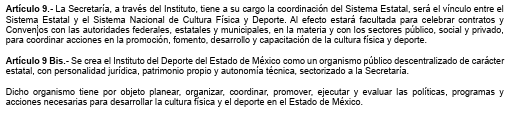 Artículo 9.- La Secretaría, a través del Instituto, tiene a su cargo la coordinación del Sistema Estatal, será el vínculo entre el
Sistema Estatal y el Sistema Nacional de Cultura Física y Deporte. Al efecto estará facultada para celebrar contratos y
Convenios con las autoridades federales, estatales y municipales, en la materia y con los sectores público, social y privado,
para coordinar acciones en la promoción, fomento, desarrollo y capacitación de la cultura física y deporte.
Artículo 9 Bis.- Se crea el Instituto del Deporte del Estado de México como un organismo público descentralizado de carácter
estatal, con personalidad jurídica, patrimonio propio y autonomía técnica, sectorizado a la Secretaría.
Dicho organismo tiene por objeto planear, organizar, coordinar, promover, ejecutar y evaluar las políticas, programas y
acciones necesarias para desarrollar la cultura física y el deporte en el Estado de México.